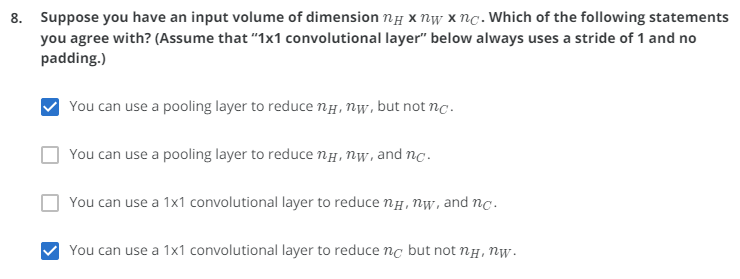 8. Suppose you have an input volume of dimension n_H x n_W x n_C. Which of the following statements
you agree with? (Assume that “1x1 convolutional layer” below always uses a stride of 1 and no
padding.)
You can use a pooling layer to reduce n_H, n_W, but not n_C.
You can use a pooling layer to reduce n_H, n_W, and n_C.
You can use a 1x1 convolutional layer to reduce n_H, n_W, and n_C.
You can use a 1x1 convolutional layer to reduce n_C but not n_H, n_W.